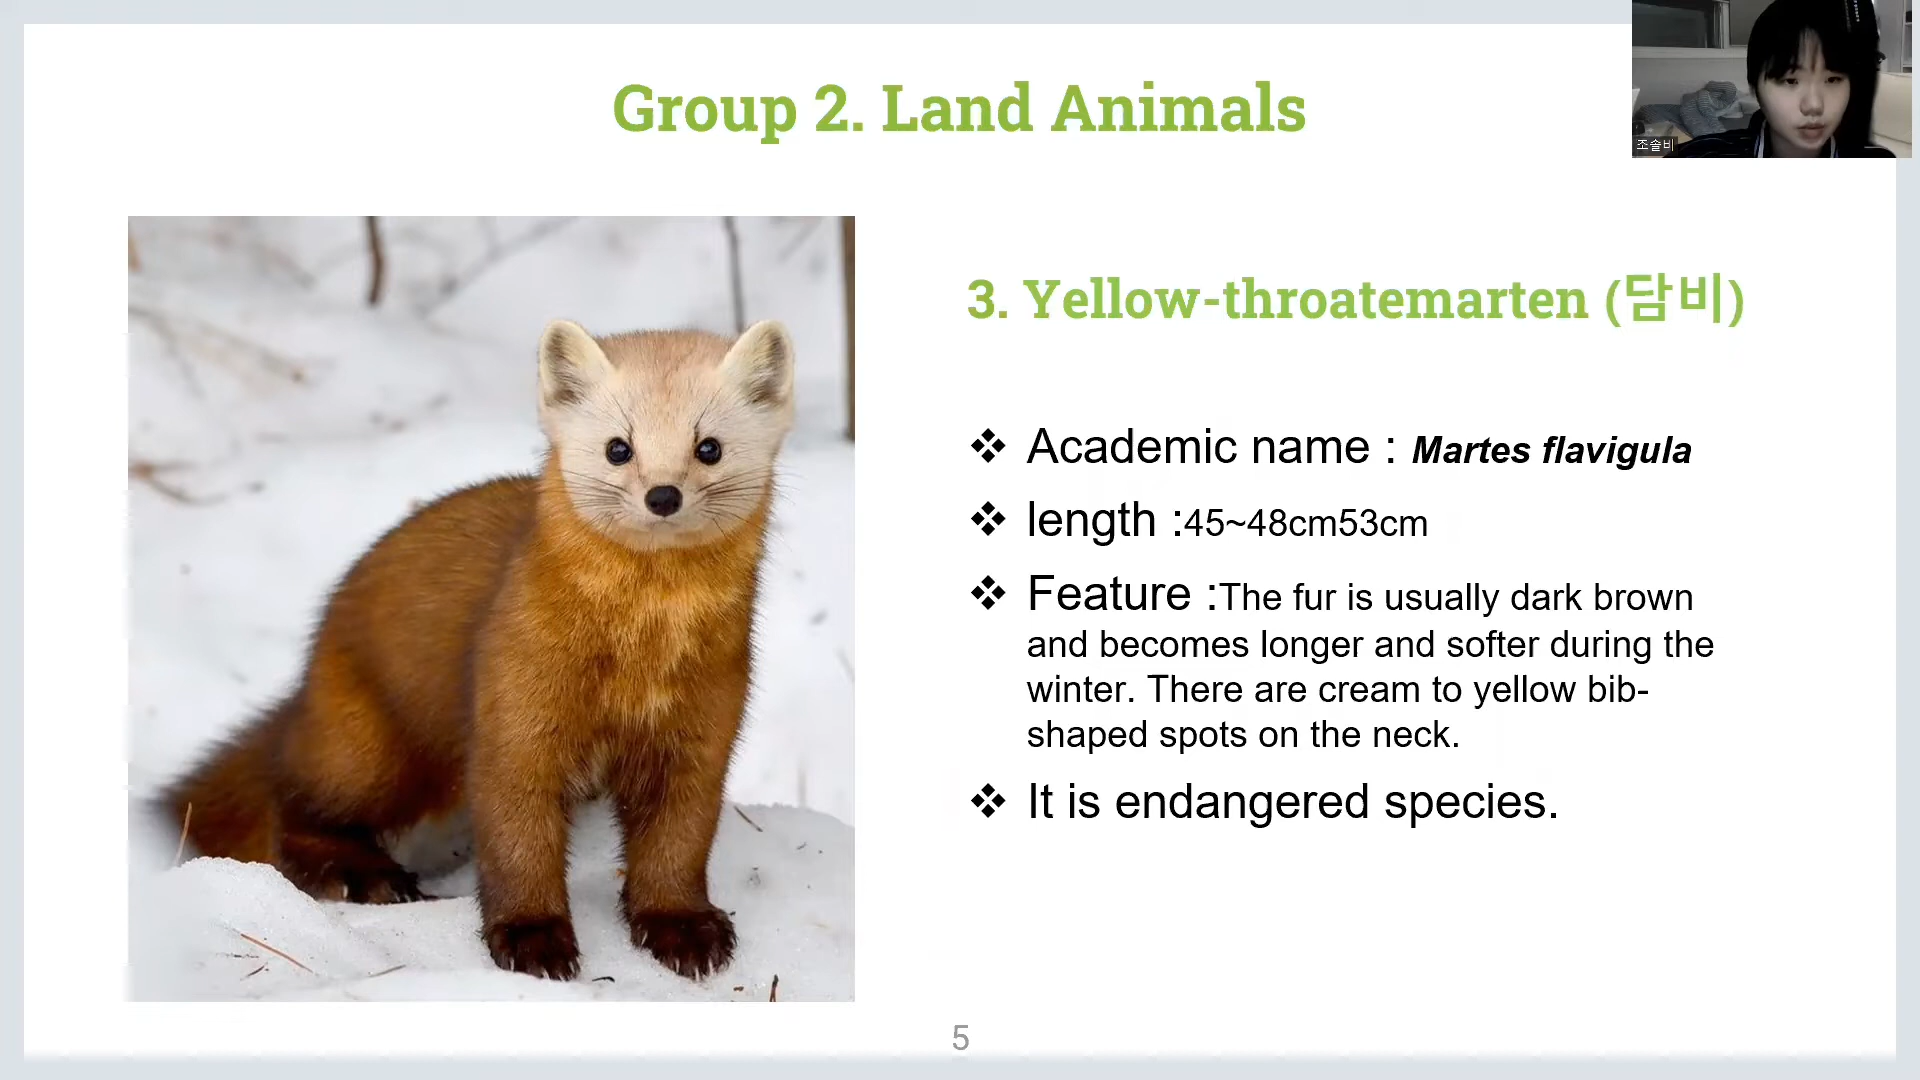 Group 2. Land Animals
조솔비
3. Yellow-throatemarten (담비)
❖ Academic name : Martes flavigula
❖ length :45~48cm53cm
❖ Feature :The fur is usually dark brown
and becomes longer and softer during the
winter. There are cream to yellow bib-
shaped spots on the neck.
❖ It is endangered species.
5